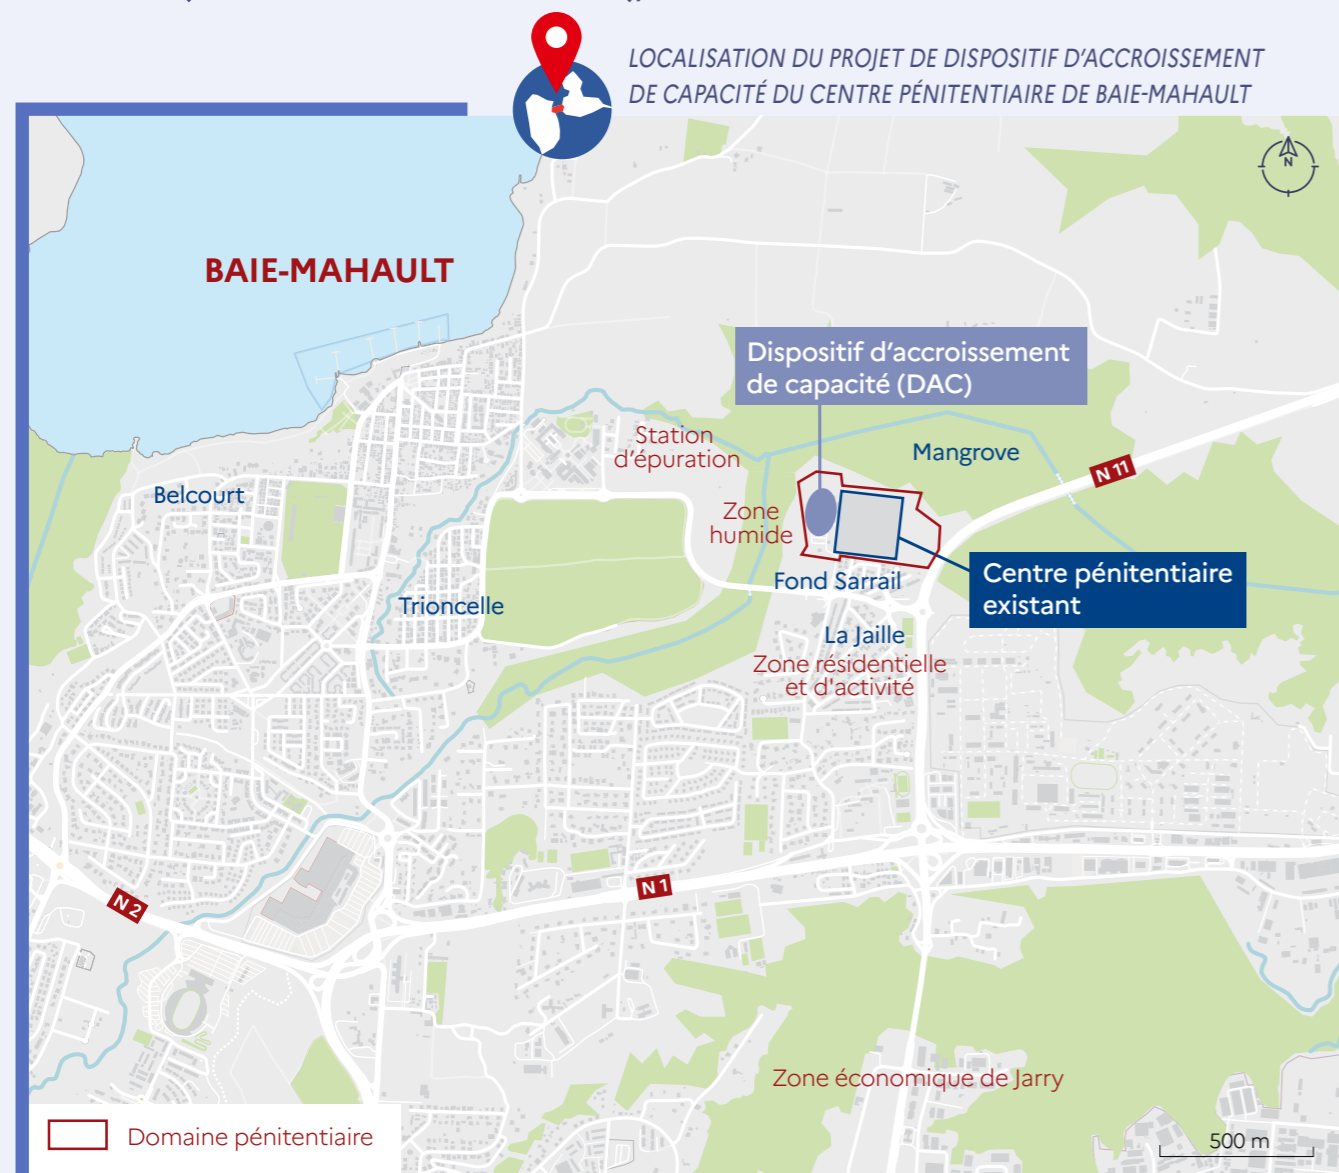 LOCALISATION DU PROJET DE DISPOSITIF D'ACCROISSEMENT
DE CAPACITÉ DU CENTRE PÉNITENTIAIRE DE BAIE-MAHAULT
N
BAIE-MAHAULT
Dispositif d'accroissement
de capacité (DAC)
Station
d'épuration
Mangrove
N 11
Belcourt
Zone
humide
Centre pénitentiaire
existant
Fond Sarrail
Trioncelle
La Jaille
Zone résidentielle
et d'activité
N 1
N 2
Zone économique de Jarry
Domaine pénitentiaire
500 m